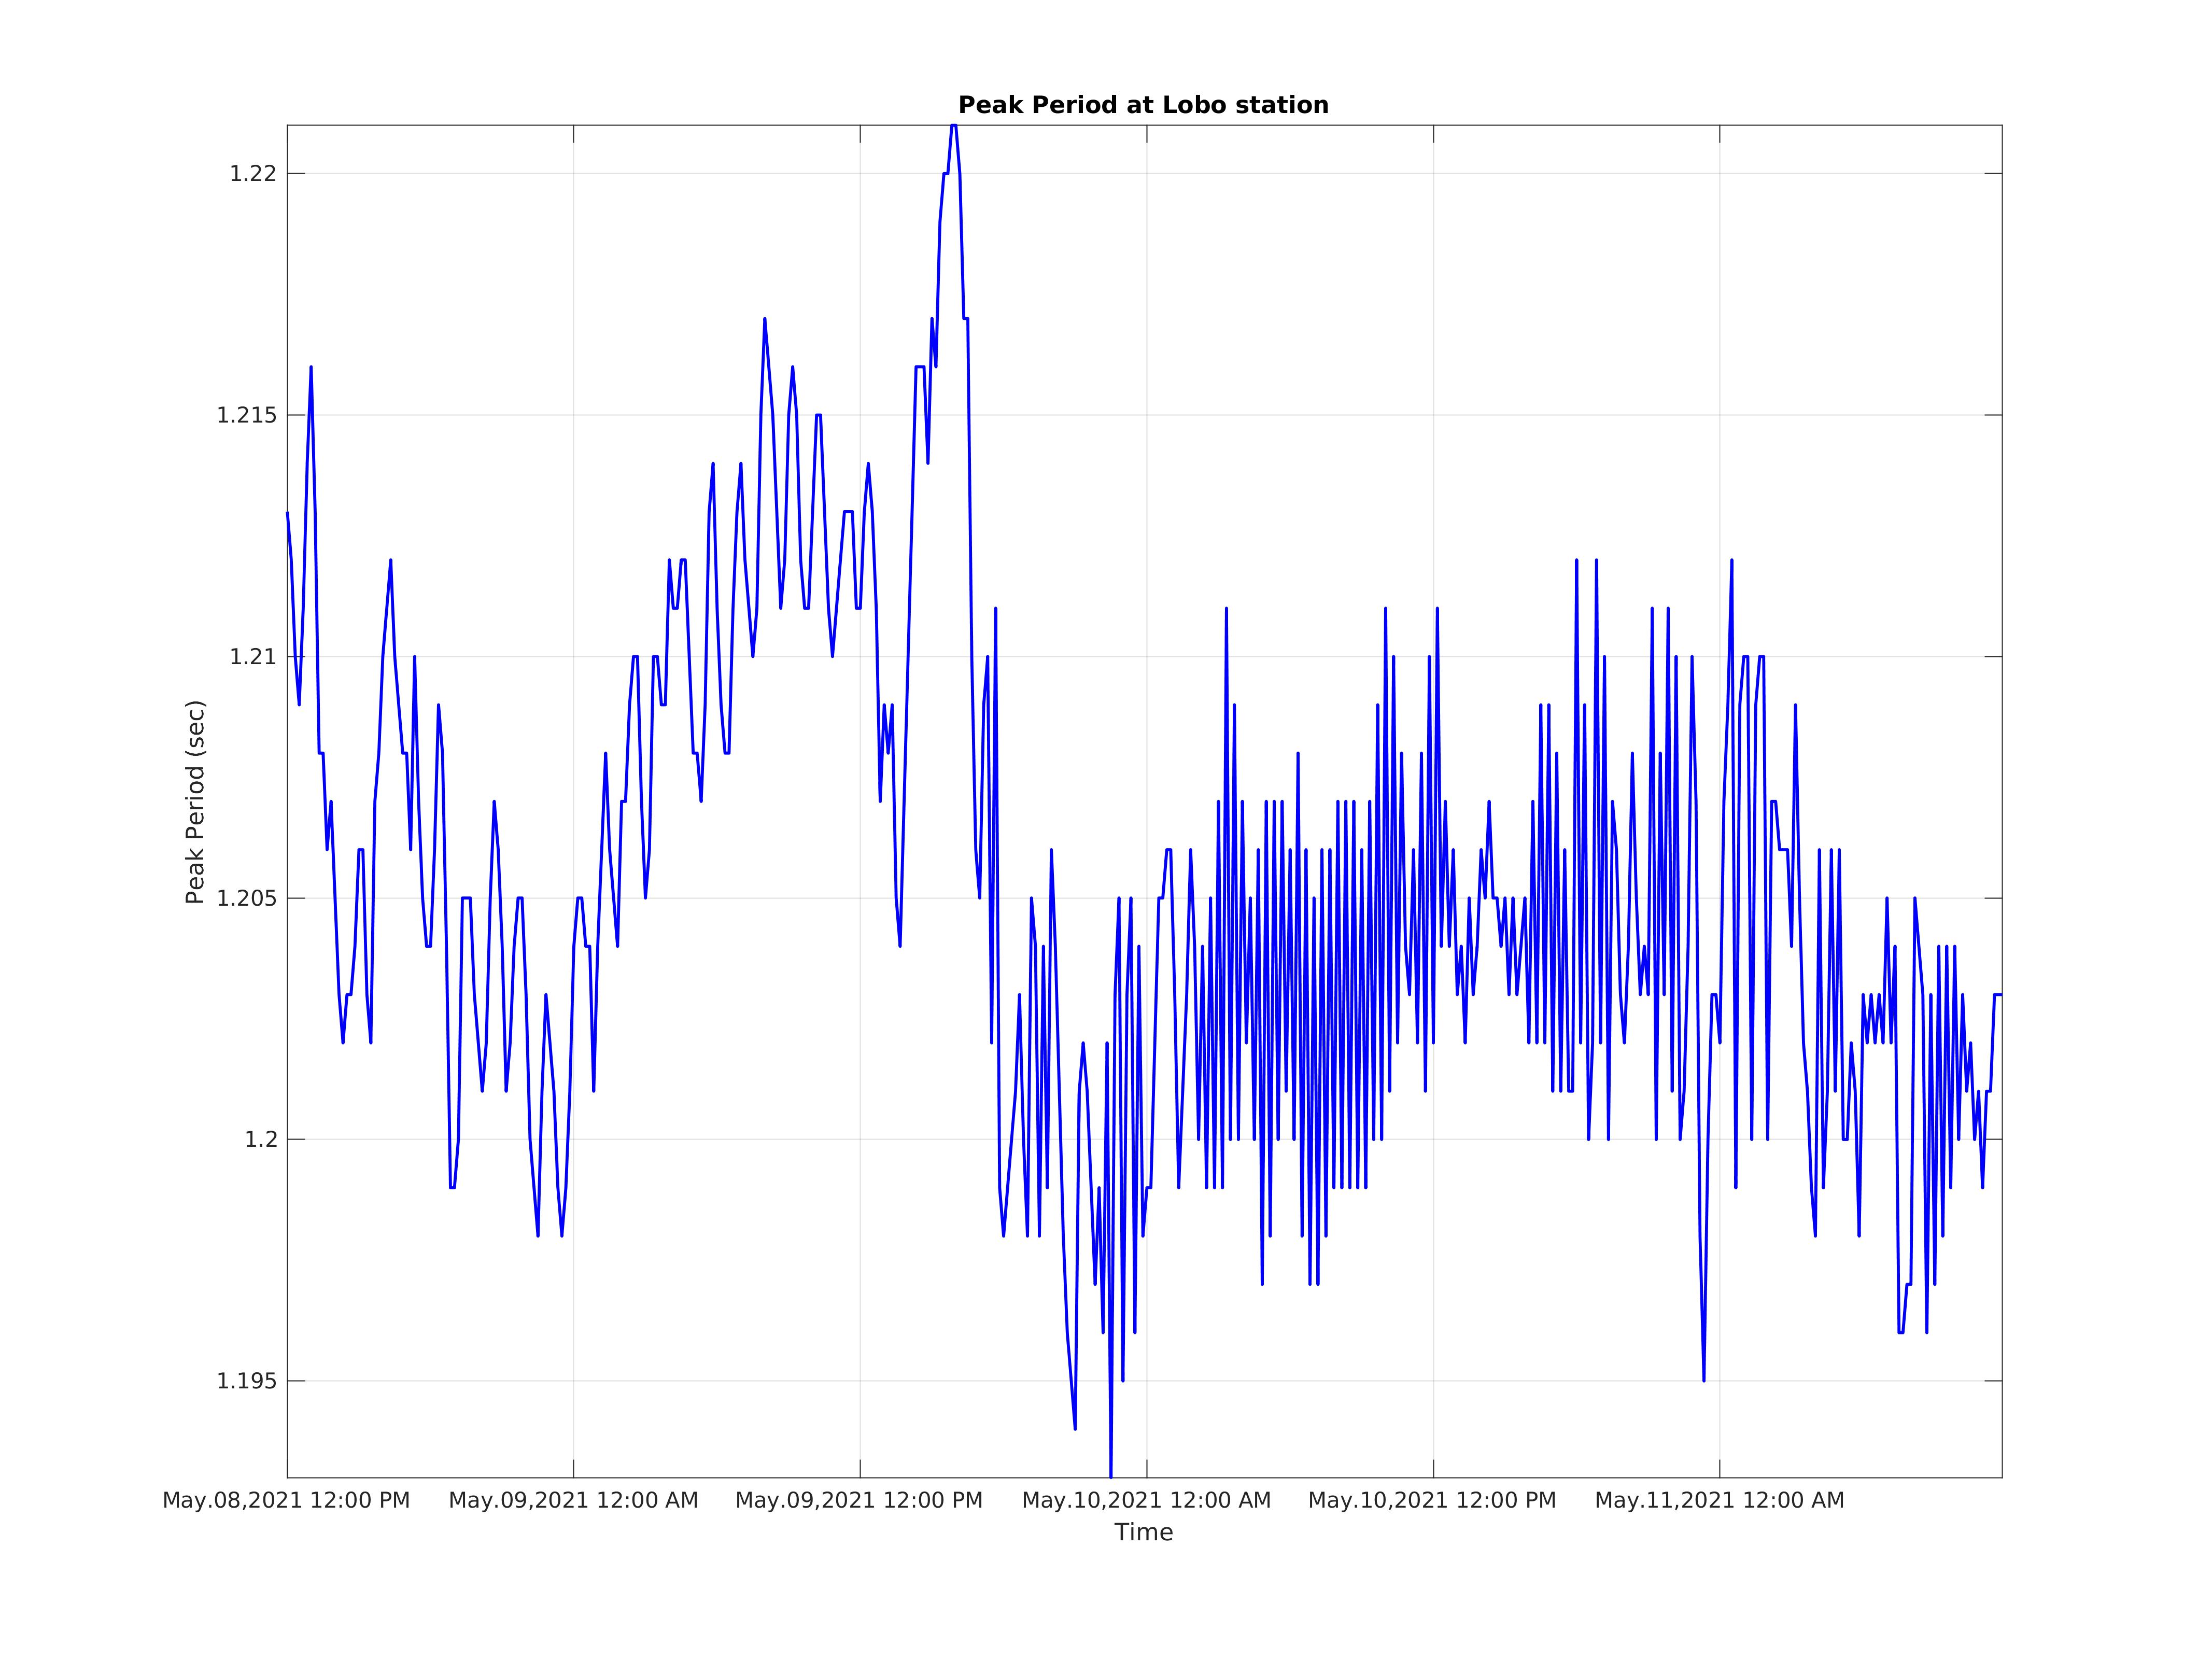 Peak Period at Lobo station
1.22
1.215
1.21
1.205
1.2
1.195
Peak Period (sec)
May.08,2021 12:00 PM
May.09,2021 12:00 AM
May.09,2021 12:00 PM
May.10,2021 12:00 AM
May.10,2021 12:00 PM
May.11,2021 12:00 AM
Time